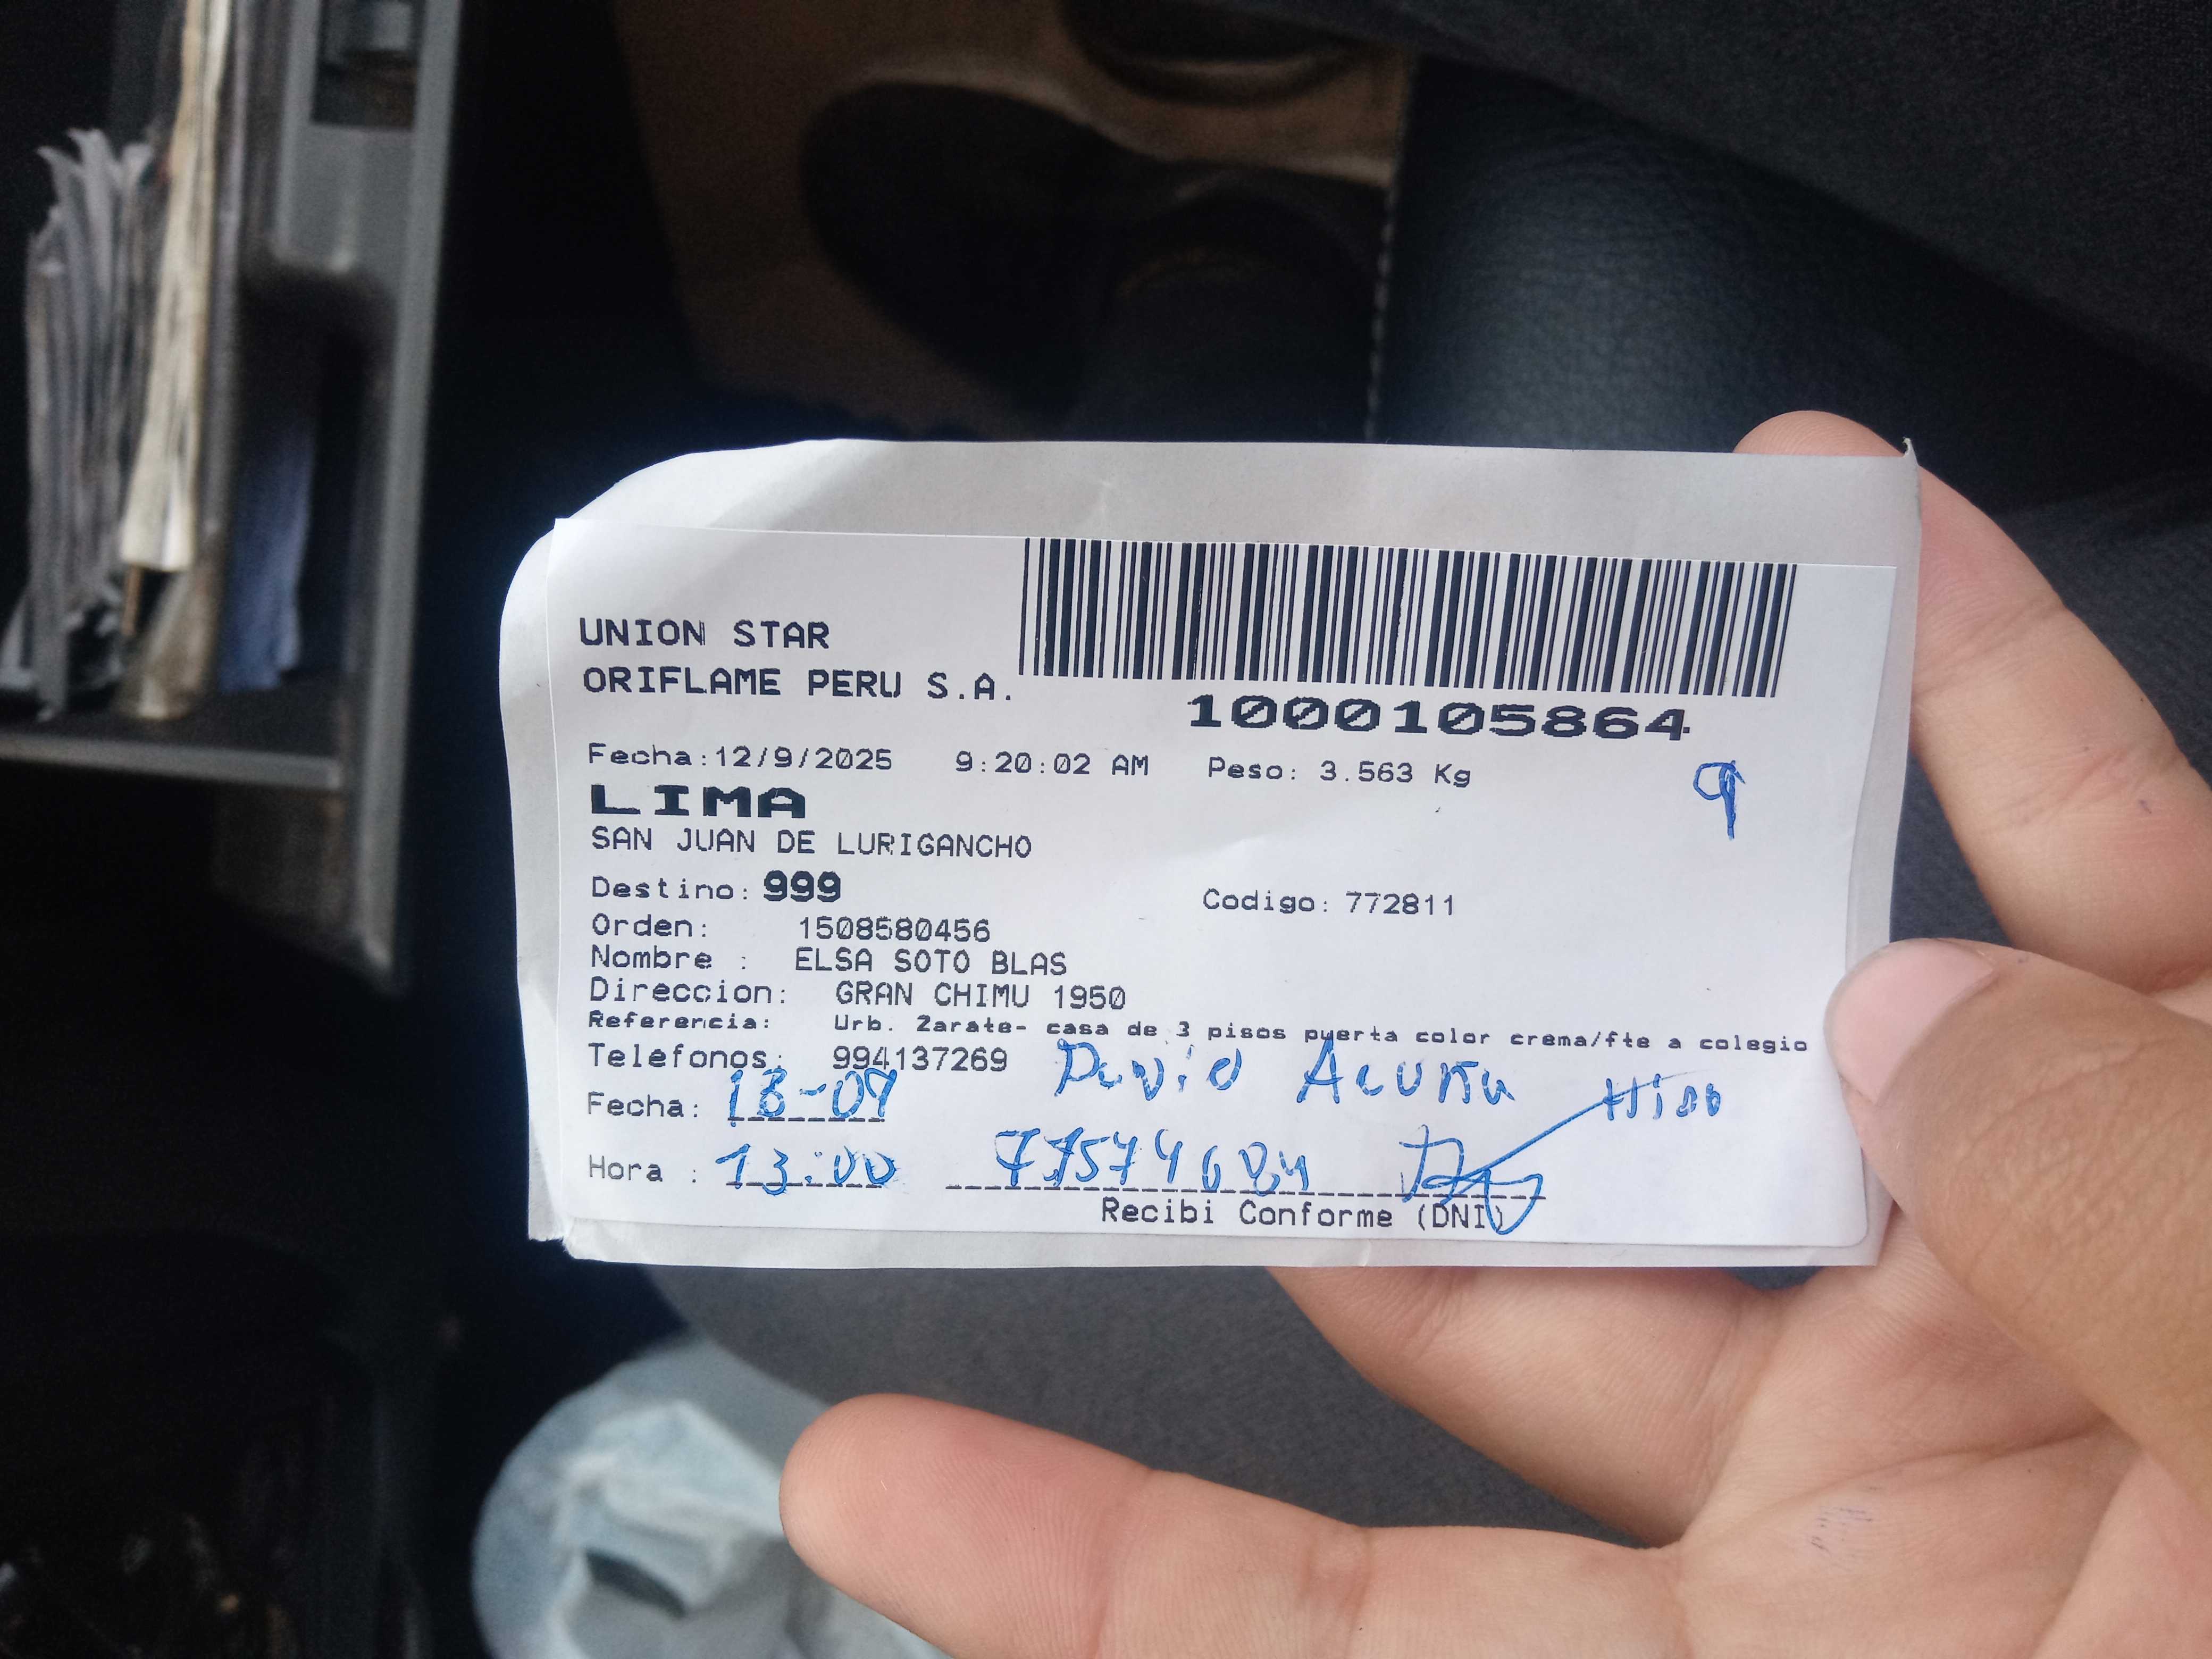 UNION STAR
ORIFLAME PERU S.A.
1000105864
Fecha:12/9/2025 9:20:02 AM Peso: 3.563 Kg
9
LIMA
SAN JUAN DE LURIGANCHO
Destino: 999 Codigo: 772811
Orden: 1508580456
Nombre : ELSA SOTO BLAS
Direccion: GRAN CHIMU 1950
Referencia: Urb. Zarate- casa de 3 pisos puerta color crema/fte a colegio
Telefonos: 994137269 David Acuña
Fecha: 13-09 Hijo
Hora : 13:00
Recibi Conforme (DNI)